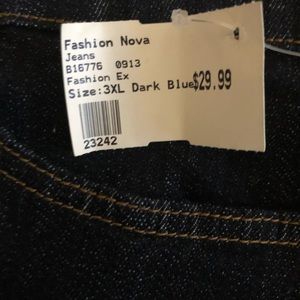 Fashion Nova
Jeans
B16776 0913
Fashion Ex
Size:3XL Dark Blue $29.99
23242